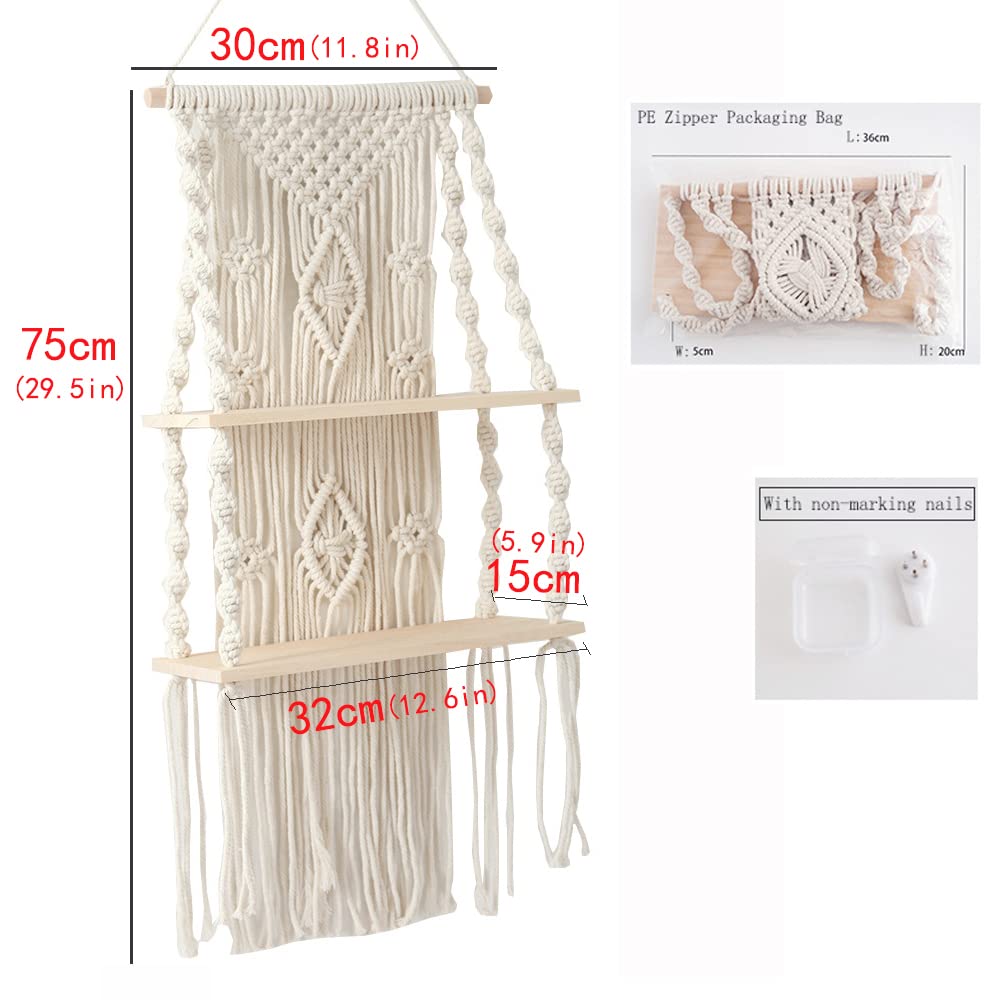 30cm(11.8in)
75cm
(29.5in)
(5.9in)
15cm
32cm(12.6in)
PE Zipper Packaging Bag
L: 36cm
W: 5cm
H: 20cm
With non-marking nails